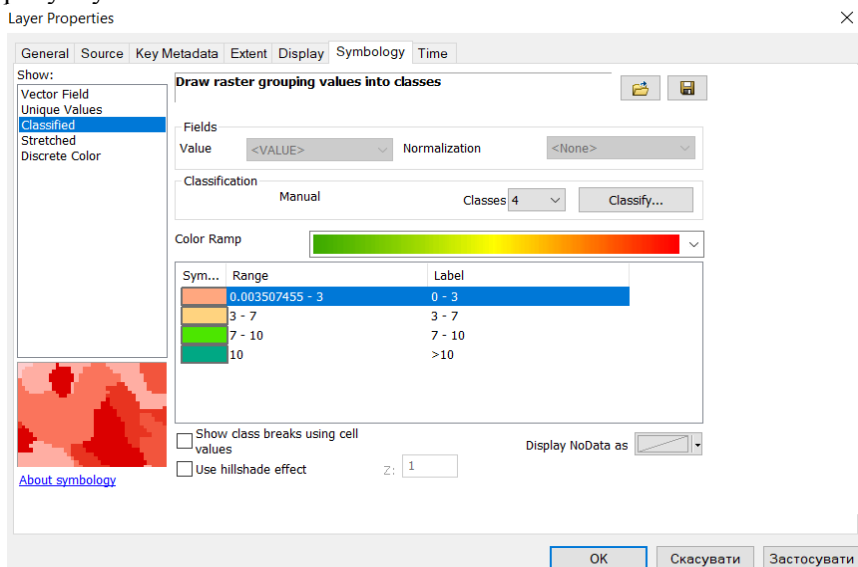 Layer Properties
General Source Key Metadata Extent Display Symbology Time
Show:
Vector Field
Unique Values
Classified
Stretched
Discrete Color
About symbology
Draw raster grouping values into classes
Fields
Value <VALUE> Normalization <None>
Classification
Manual Classes 4 Classify...
Color Ramp
Sym... Range Label
0.003507455 - 3 0 - 3
3 - 7 3 - 7
7 - 10 7 - 10
10 >10
Show class breaks using cell
values
Display NoData as
Use hillshade effect Z: 1
OK Скасувати Застосувати